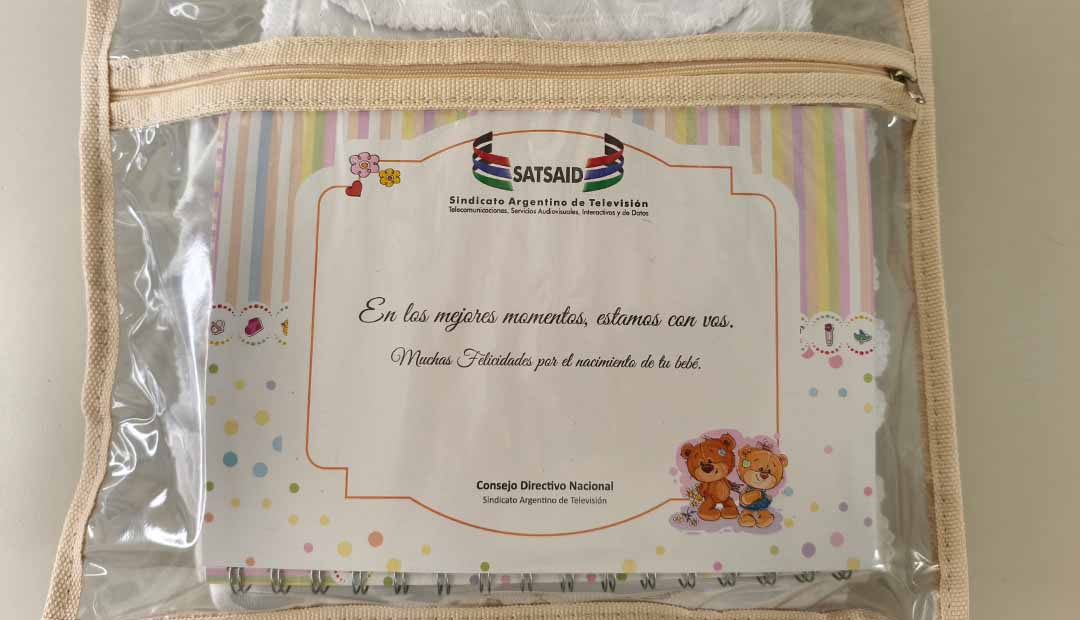 SATSAID
Sindicato Argentino de Televisión
Telecomunicaciones, Servicios Audiovisuales, Interactivos y de Datos
En los mejores momentos, estamos con vos.
Muchas Felicidades por el nacimiento de tu bebé.
Consejo Directivo Nacional
Sindicato Argentino de Televisión